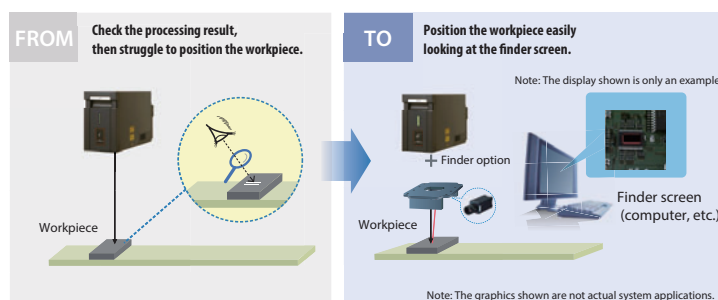 FROM
Check the processing result,
then struggle to position the workpiece.
Workpiece
TO
Position the workpiece easily
looking at the finder screen.
Note: The display shown is only an example
+ Finder option
Workpiece
Finder screen
(computer, etc.)
Note: The graphics shown are not actual system applications.